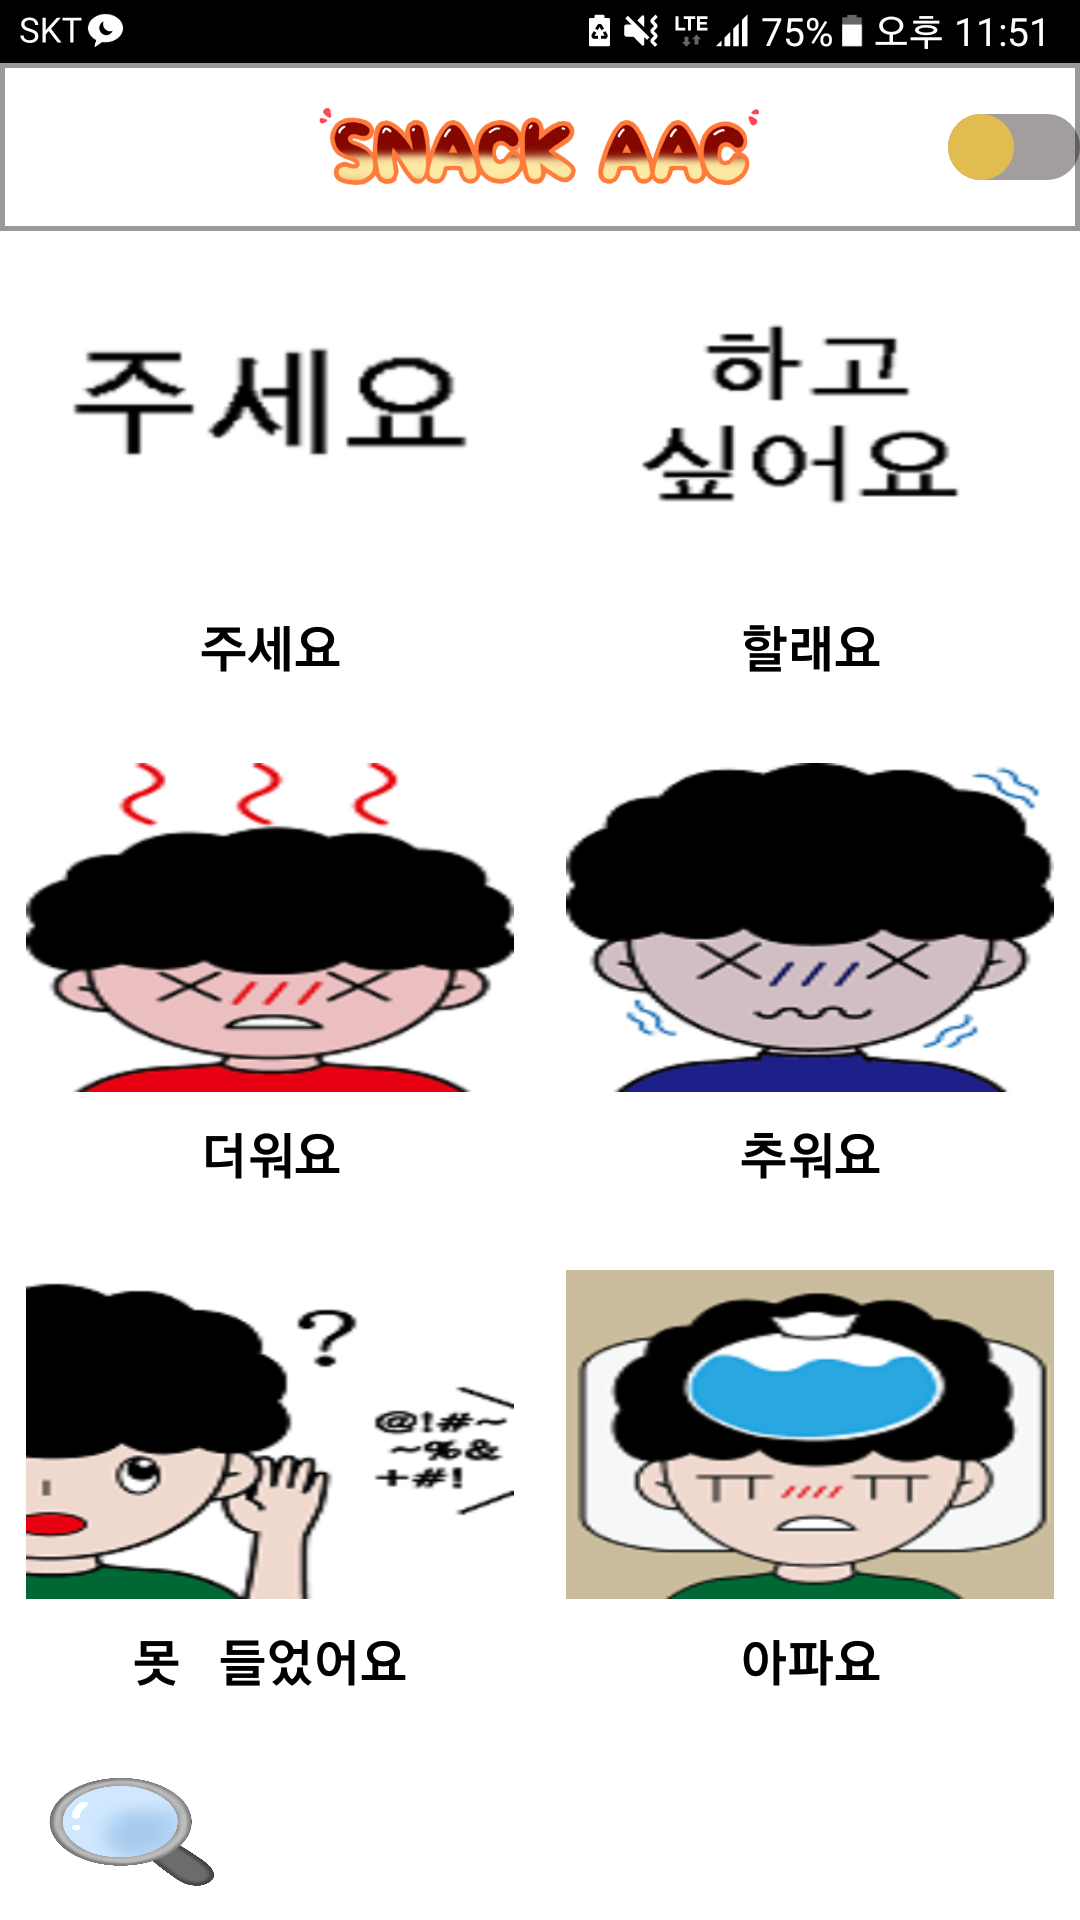 SKT LTE 75% 오후 11:51
SNACK AAC
주세요
하고
싶어요
주세요 할래요
더워요 추워요
?
@!#~
~%&
+#!
못 들었어요 아파요